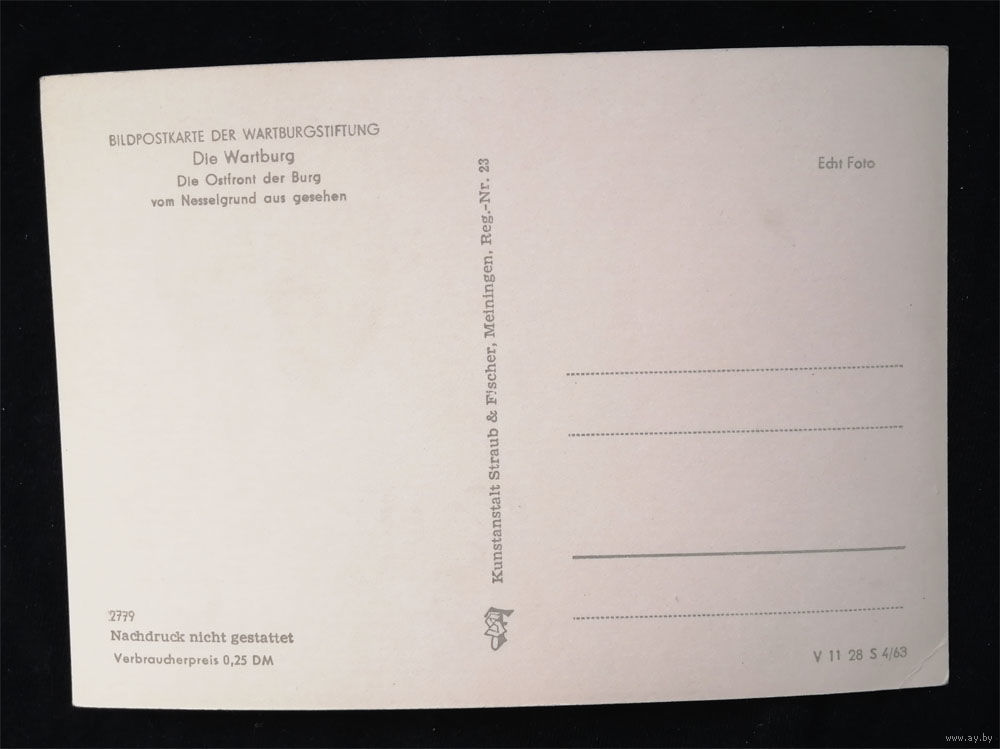 BILDPOSTKARTE DER WARTBURGSTIFTUNG
Die Wartburg
Die Ostfront der Burg
vom Nesselgrund aus gesehen
2779
Nachdruck nicht gestattet
Verbraucherpreis 0,25 DM
Kunstanstalt Straub & Fischer, Meiningen, Reg.-Nr. 23
Echt Foto
V 11 28 S 4/63
www.ay.by